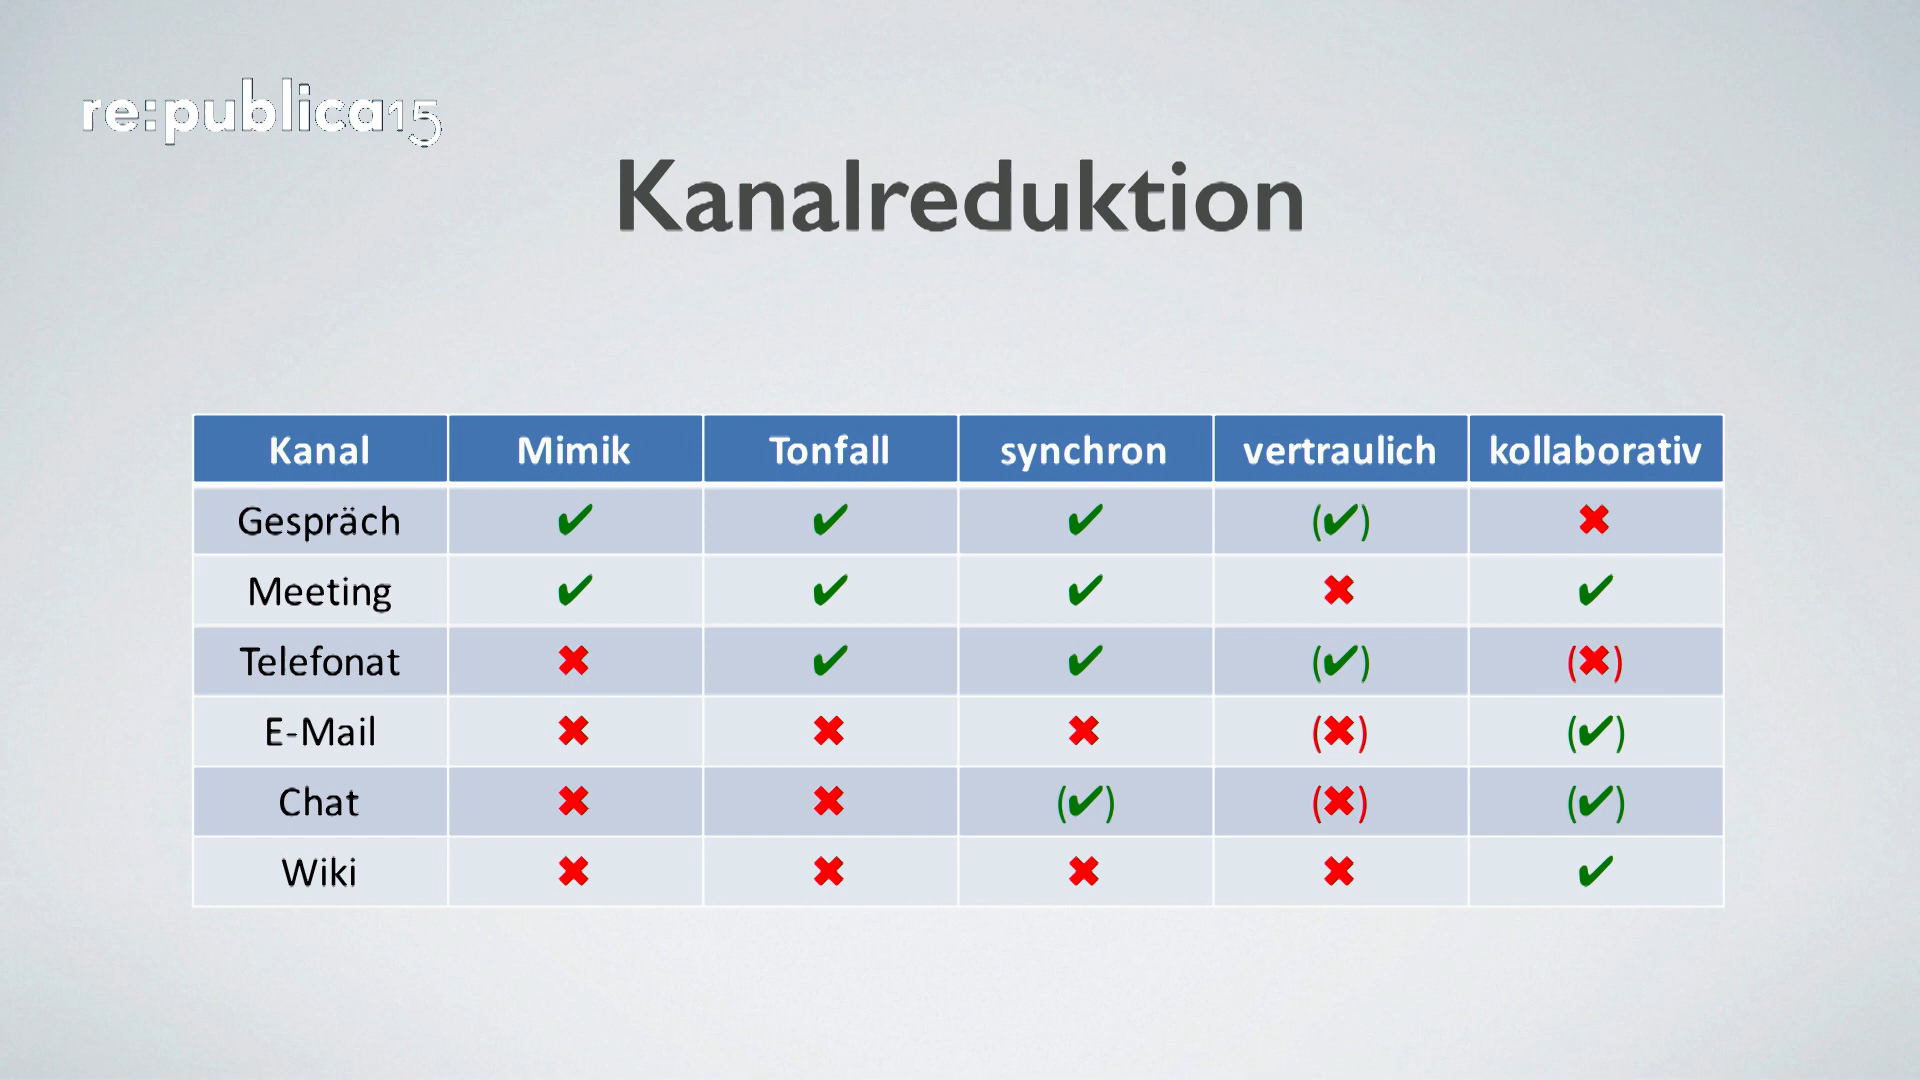 re:publica15
Kanalreduktion
Kanal Mimik Tonfall synchron vertraulich kollaborativ
Gespräch ✔ ✔ ✔ (✔) ✖
Meeting ✔ ✔ ✔ ✖ ✔
Telefonat ✖ ✔ ✔ (✔) (✖)
E-Mail ✖ ✖ ✖ (✖) (✔)
Chat ✖ ✖ (✔) (✖) (✔)
Wiki ✖ ✖ ✖ ✖ ✔